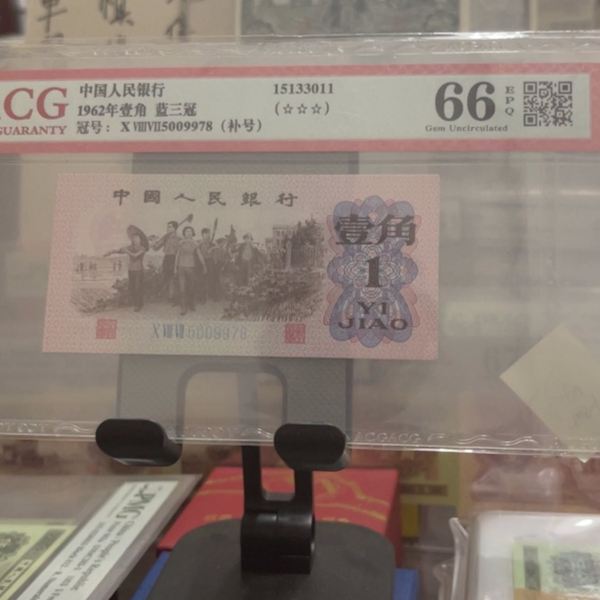 ACG
GUARANTY
中国人民银行
1962年壹角 蓝三冠
冠号：X VIII VII 5009978（补号）
15133011
(☆☆☆)
66
EPQ
Gem Uncirculated
中國人民銀行
壹角
1
YI
JIAO
X VIII VII 5009978
ACGACG
PMG